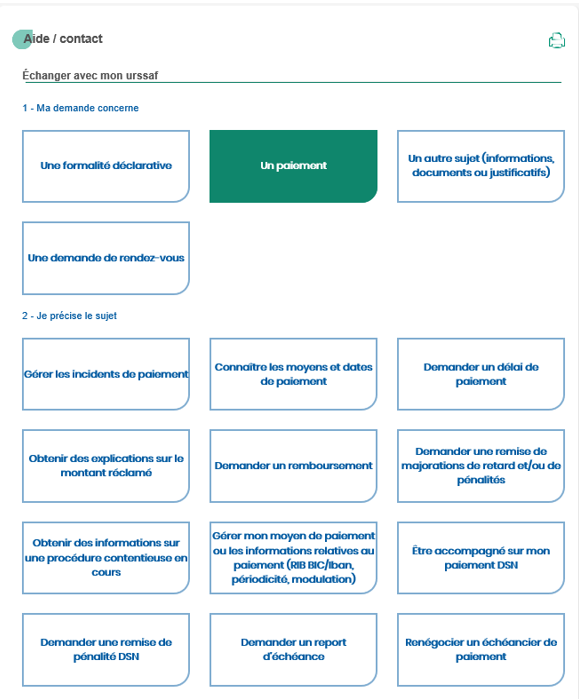 Aide / contact
Échanger avec mon urssaf
1 - Ma demande concerne
Une formalité déclarative
Un paiement
Un autre sujet (informations,
documents ou justificatifs)
Une demande de rendez-vous
2 - Je précise le sujet
Gérer les incidents de paiement
Connaître les moyens et dates
de paiement
Demander un délai de
paiement
Obtenir des explications sur le
montant réclamé
Demander un remboursement
Demander une remise de
majorations de retard et/ou de
pénalités
Obtenir des informations sur
une procédure contentieuse en
cours
Gérer mon moyen de paiement
ou les informations relatives au
paiement (RIB BIC/Iban,
périodicité, modulation)
Être accompagné sur mon
paiement DSN
Demander une remise de
pénalité DSN
Demander un report
d'échéance
Renégocier un échéancier de
paiement